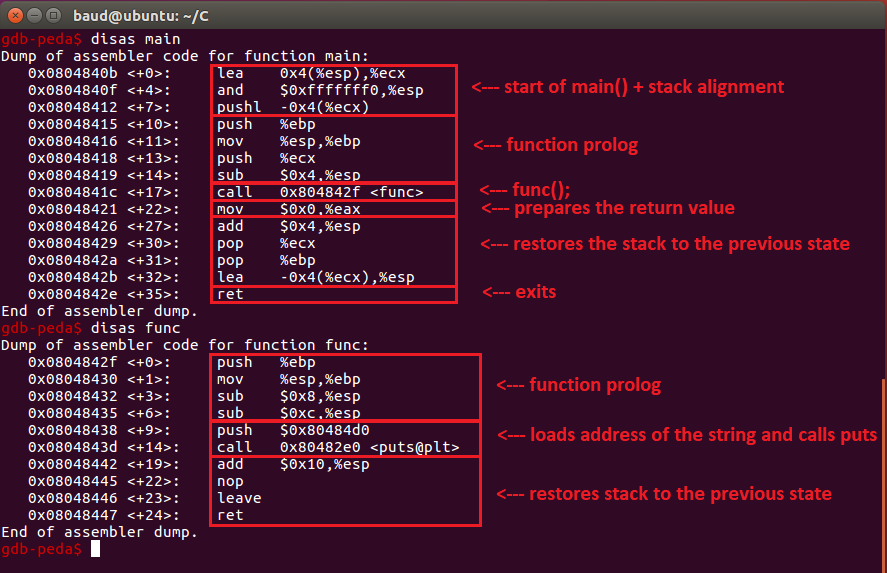 baud@ubuntu: ~/C
gdb-peda$ disas main
Dump of assembler code for function main:
0x0804840b <+0>: lea 0x4(%esp),%ecx
0x0804840f <+4>: and $0xfffffff0,%esp <--- start of main() + stack alignment
0x08048412 <+7>: pushl -0x4(%ecx)
0x08048415 <+10>: push %ebp
0x08048416 <+11>: mov %esp,%ebp <--- function prolog
0x08048418 <+13>: push %ecx
0x08048419 <+14>: sub $0x4,%esp
0x0804841c <+17>: call 0x804842f <func> <--- func();
0x08048421 <+22>: mov $0x0,%eax <--- prepares the return value
0x08048426 <+27>: add $0x4,%esp
0x08048429 <+30>: pop %ecx <--- restores the stack to the previous state
0x0804842a <+31>: pop %ebp
0x0804842b <+32>: lea -0x4(%ecx),%esp
0x0804842e <+35>: ret <--- exits
End of assembler dump.
gdb-peda$ disas func
Dump of assembler code for function func:
0x0804842f <+0>: push %ebp
0x08048430 <+1>: mov %esp,%ebp <--- function prolog
0x08048432 <+3>: sub $0x8,%esp
0x08048435 <+6>: sub $0xc,%esp
0x08048438 <+9>: push $0x80484d0 <--- loads address of the string and calls puts
0x0804843d <+14>: call 0x80482e0 <puts@plt>
0x08048442 <+19>: add $0x10,%esp
0x08048445 <+22>: nop
0x08048446 <+23>: leave <--- restores stack to the previous state
0x08048447 <+24>: ret
End of assembler dump.
gdb-peda$